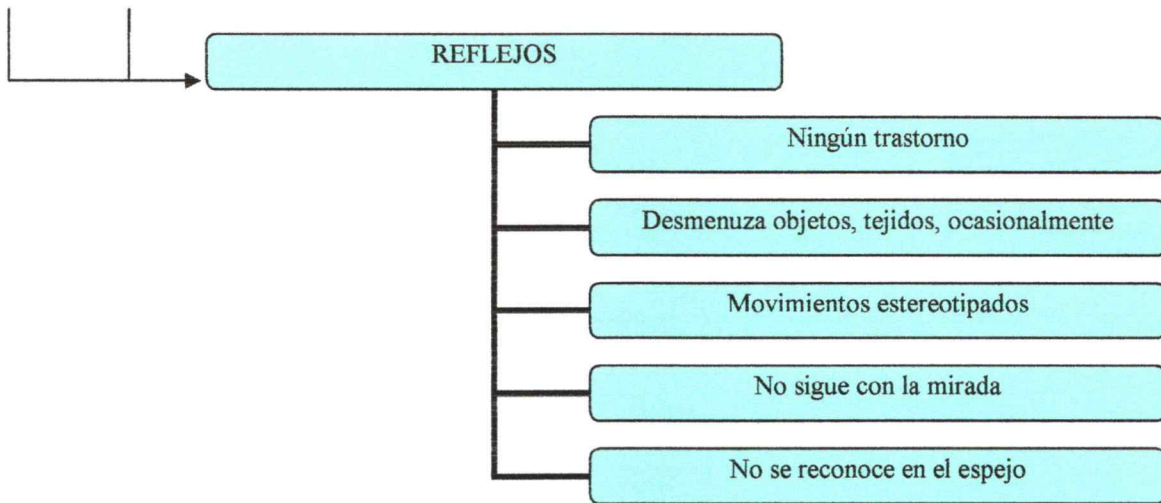 REFLEJOS
Ningún trastorno
Desmenuza objetos, tejidos, ocasionalmente
Movimientos estereotipados
No sigue con la mirada
No se reconoce en el espejo